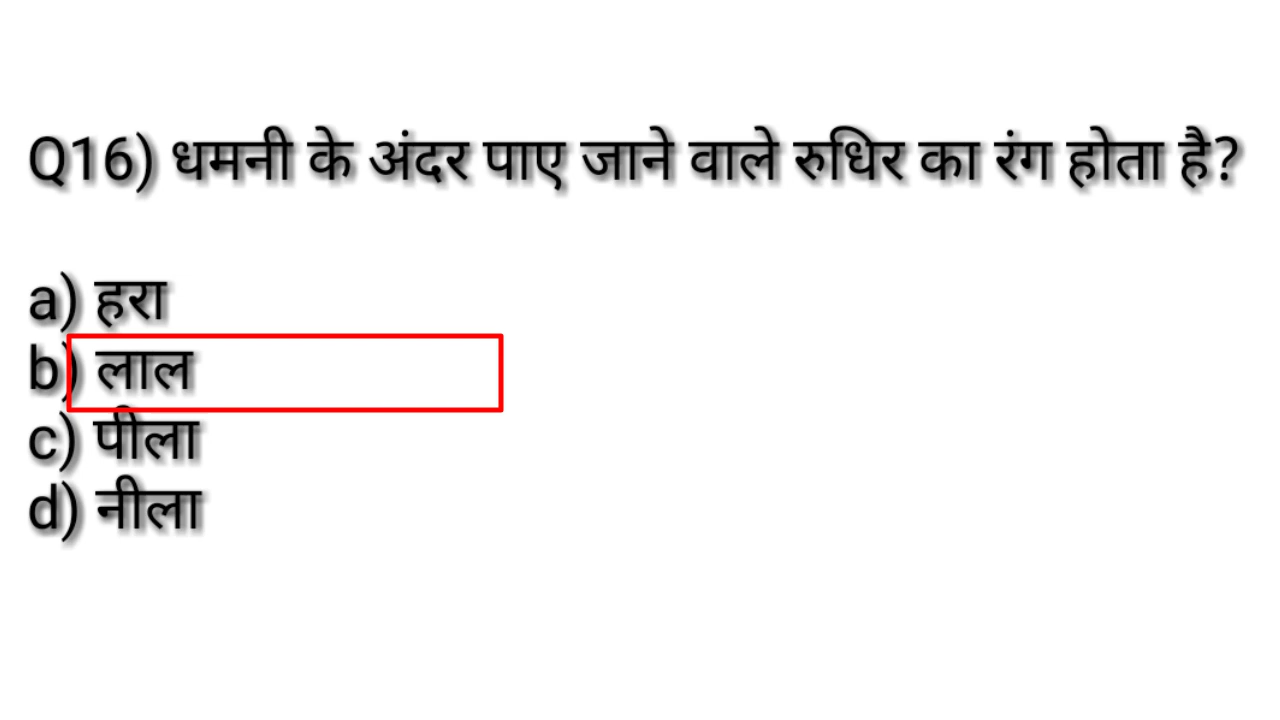 Q16) धमनी के अंदर पाए जाने वाले रुधिर का रंग होता है?
a) हरा
b) लाल
c) पीला
d) नीला